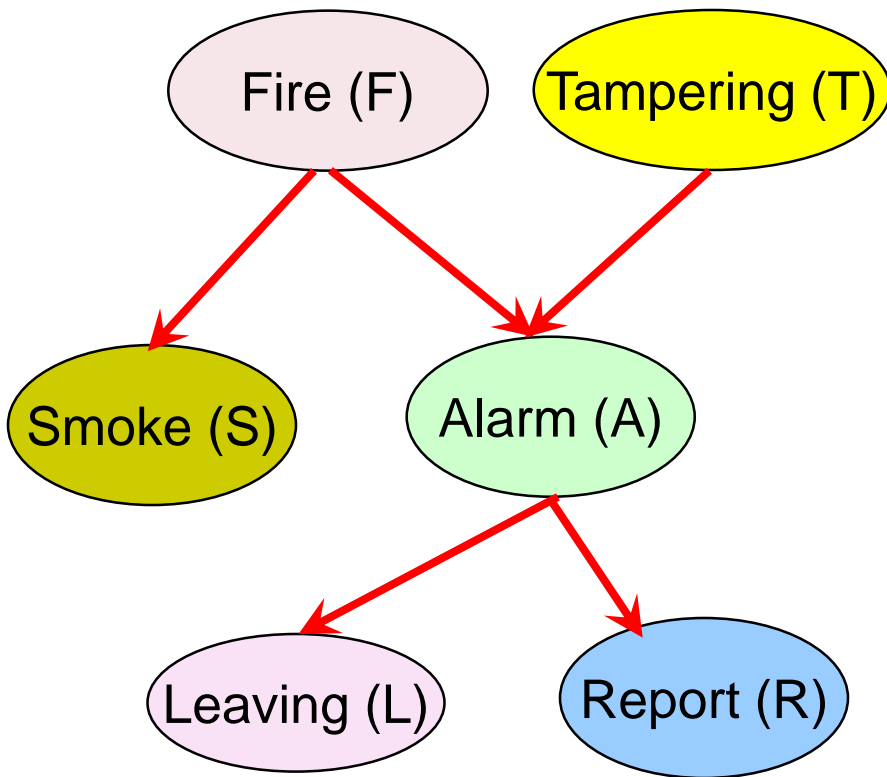 Fire (F)
Tampering (T)
Smoke (S)
Alarm (A)
Leaving (L)
Report (R)